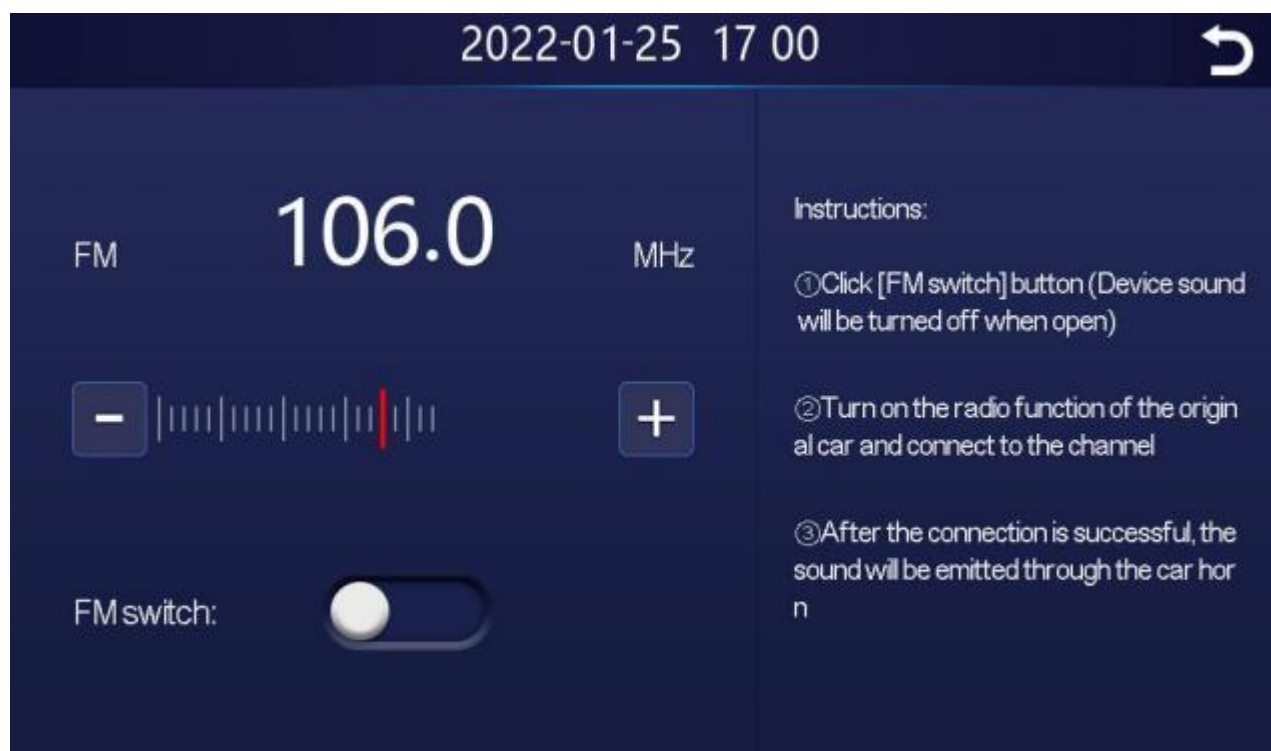 2022-01-25 17 00
FM 106.0 MHz
- +
FM switch:
Instructions:
①Click [FM switch] button (Device sound
will be turned off when open)
②Turn on the radio function of the origin
al car and connect to the channel
③After the connection is successful, the
sound will be emitted through the car hor
n